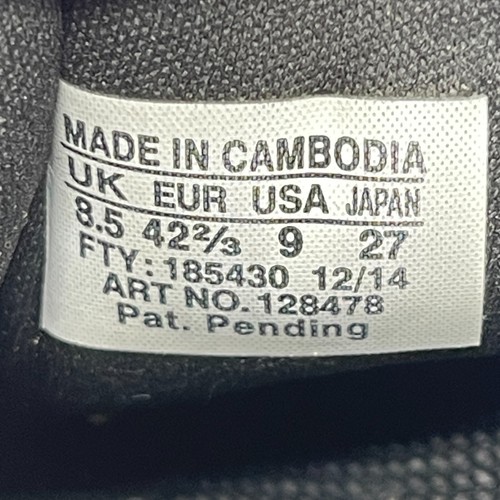 MADE IN CAMBODIA
UK EUR USA JAPAN
8.5 42⅔ 9 27
FTY: 185430 12/14
ART NO. 128478
Pat. Pending